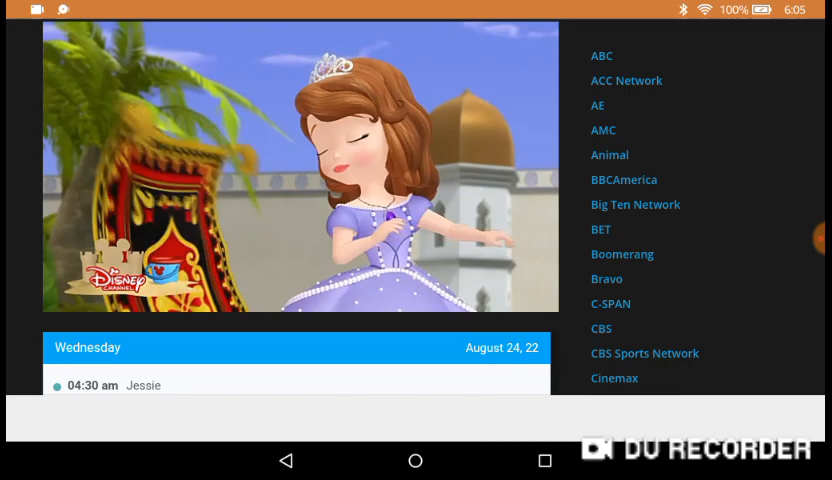 100% 6:05
ABC
ACC Network
AE
AMC
Animal
BBCAmerica
Big Ten Network
BET
Boomerang
Bravo
C-SPAN
CBS
CBS Sports Network
Cinemax
DISNEY
CHANNEL
Wednesday August 24, 22
04:30 am Jessie
DU RECORDER